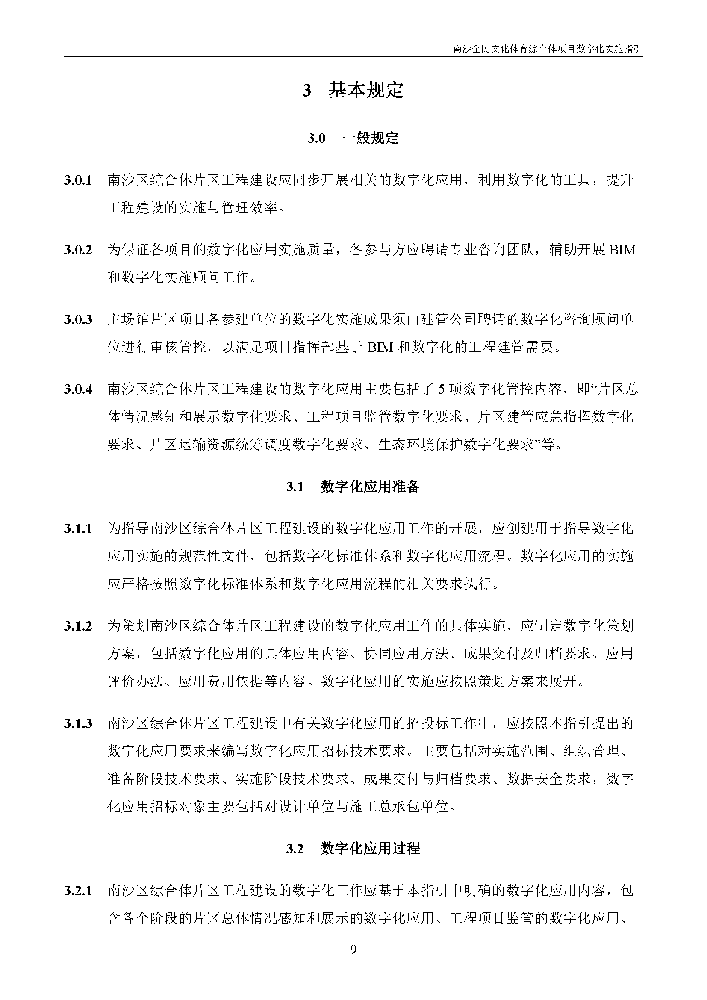 南沙全民文化体育综合体项目数字化实施指引
3 基本规定
3.0 一般规定
3.0.1 南沙区综合体片区工程建设应同步开展相关的数字化应用，利用数字化的工具，提升
工程建设的实施与管理效率。
3.0.2 为保证各项目的数字化应用实施质量，各参与方应聘请专业咨询团队，辅助开展 BIM
和数字化实施顾问工作。
3.0.3 主场馆片区项目各参建单位的数字化实施成果须由建管公司聘请的数字化咨询顾问单
位进行审核管控，以满足项目指挥部基于 BIM 和数字化的工程建管需要。
3.0.4 南沙区综合体片区工程建设的数字化应用主要包括了 5 项数字化管控内容，即“片区总
体情况感知和展示数字化要求、工程项目监管数字化要求、片区建管应急指挥数字化
要求、片区运输资源统筹调度数字化要求、生态环境保护数字化要求”等。
3.1 数字化应用准备
3.1.1 为指导南沙区综合体片区工程建设的数字化应用工作的开展，应创建用于指导数字化
应用实施的规范性文件，包括数字化标准体系和数字化应用流程。数字化应用的实施
应严格按照数字化标准体系和数字化应用流程的相关要求执行。
3.1.2 为策划南沙区综合体片区工程建设的数字化应用工作的具体实施，应制定数字化策划
方案，包括数字化应用的具体应用内容、协同应用方法、成果交付及归档要求、应用
评价办法、应用费用依据等内容。数字化应用的实施应按照策划方案来展开。
3.1.3 南沙区综合体片区工程建设中有关数字化应用的招投标工作中，应按照本指引提出的
数字化应用要求来编写数字化应用招标技术要求。主要包括对实施范围、组织管理、
准备阶段技术要求、实施阶段技术要求、成果交付与归档要求、数据安全要求，数字
化应用招标对象主要包括对设计单位与施工总承包单位。
3.2 数字化应用过程
3.2.1 南沙区综合体片区工程建设的数字化工作应基于本指引中明确的数字化应用内容，包
含各个阶段的片区总体情况感知和展示的数字化应用、工程项目监管的数字化应用、
9